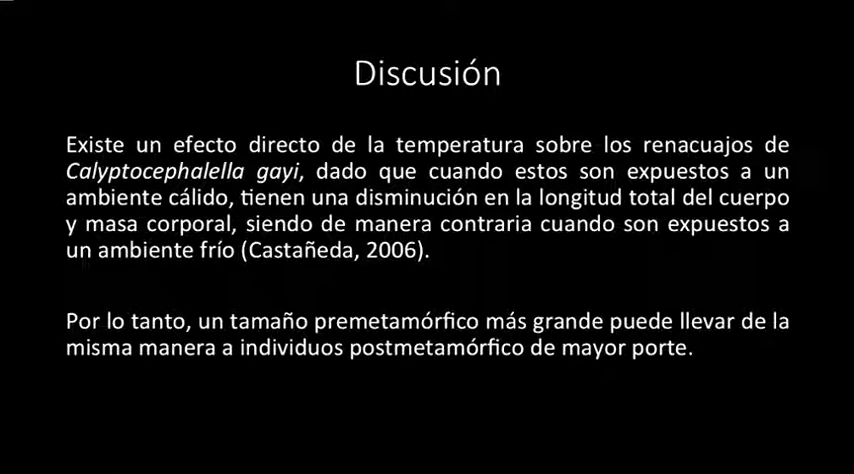 Discusión
Existe un efecto directo de la temperatura sobre los renacuajos de
Calyptocephalella gayi, dado que cuando estos son expuestos a un
ambiente cálido, tienen una disminución en la longitud total del cuerpo
y masa corporal, siendo de manera contraria cuando son expuestos a
un ambiente frío (Castañeda, 2006).
Por lo tanto, un tamaño premetamórfico más grande puede llevar de la
misma manera a individuos postmetamórfico de mayor porte.